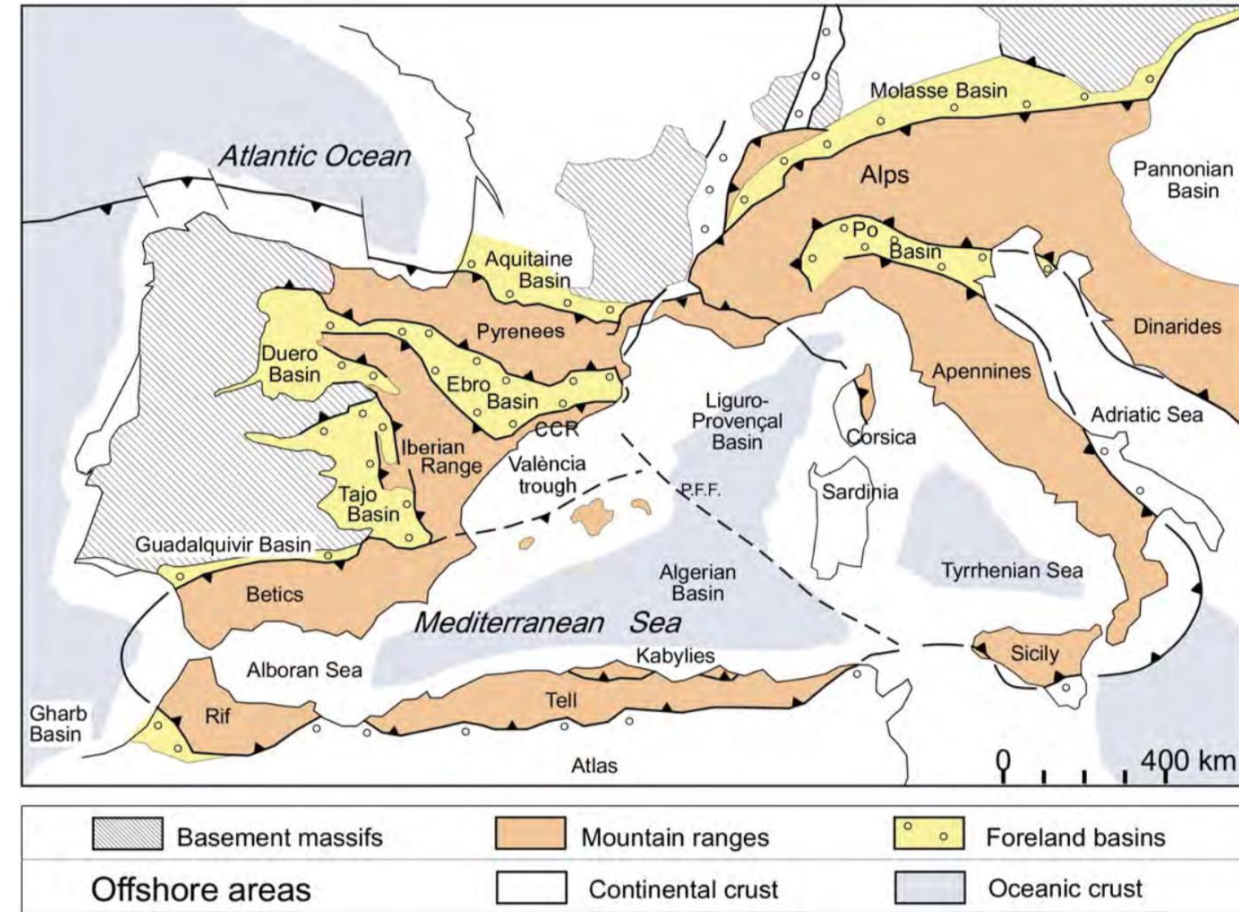 Molasse Basin
Atlantic Ocean
Alps
Pannonian
Basin
Po
Basin
Aquitaine
Basin
Pyrenees
Dinarides
Duero
Basin
Ebro
Basin
Apennines
Liguro-
Provençal
Basin
Adriatic Sea
CCR
Corsica
Iberian
Range
València
trough
P.F.F.
Sardinia
Tajo
Basin
Guadalquivir Basin
Algerian
Basin
Tyrrhenian Sea
Betics
Mediterranean Sea
Kabylies
Sicily
Alboran Sea
Tell
Gharb
Basin
Rif
Atlas
0 400 km
Basement massifs
Mountain ranges
Foreland basins
Offshore areas
Continental crust
Oceanic crust